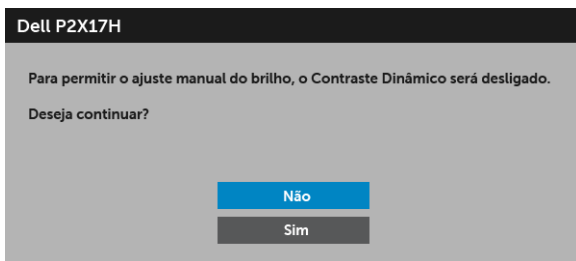 Dell P2X17H
Para permitir o ajuste manual do brilho, o Contraste Dinâmico será desligado.
Deseja continuar?
Não
Sim